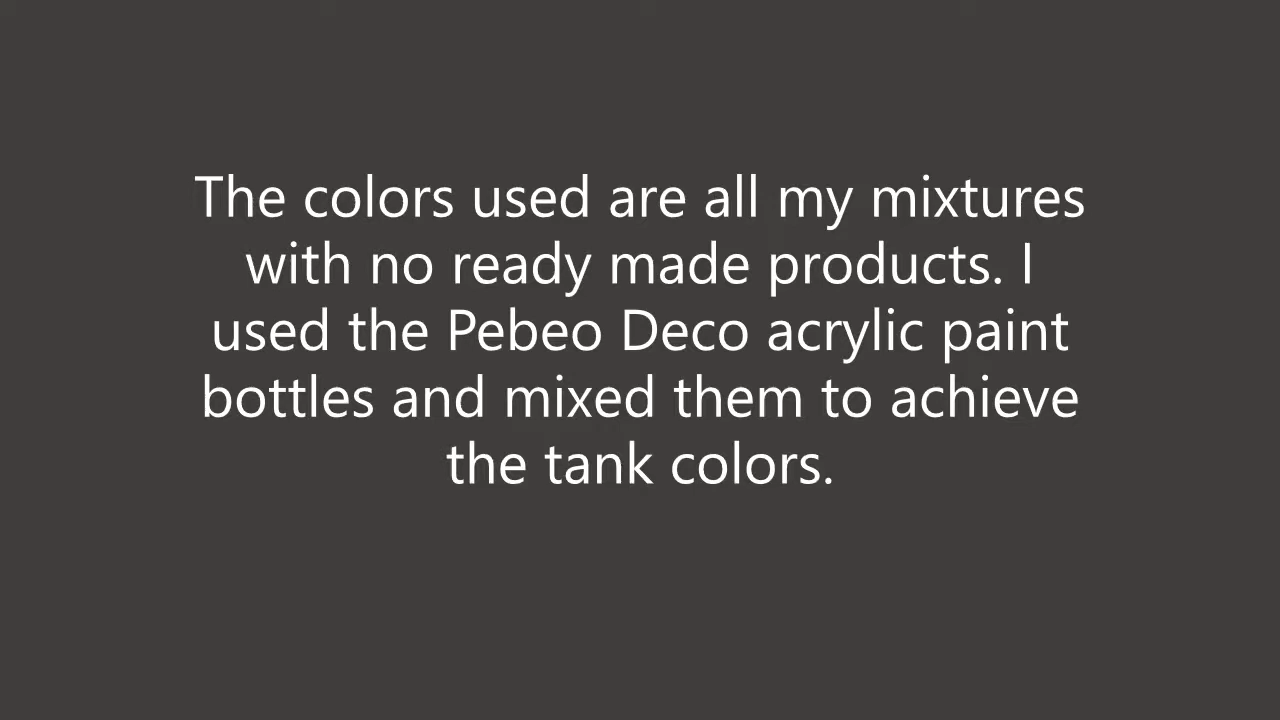 The colors used are all my mixtures
with no ready made products. I
used the Pebeo Deco acrylic paint
bottles and mixed them to achieve
the tank colors.